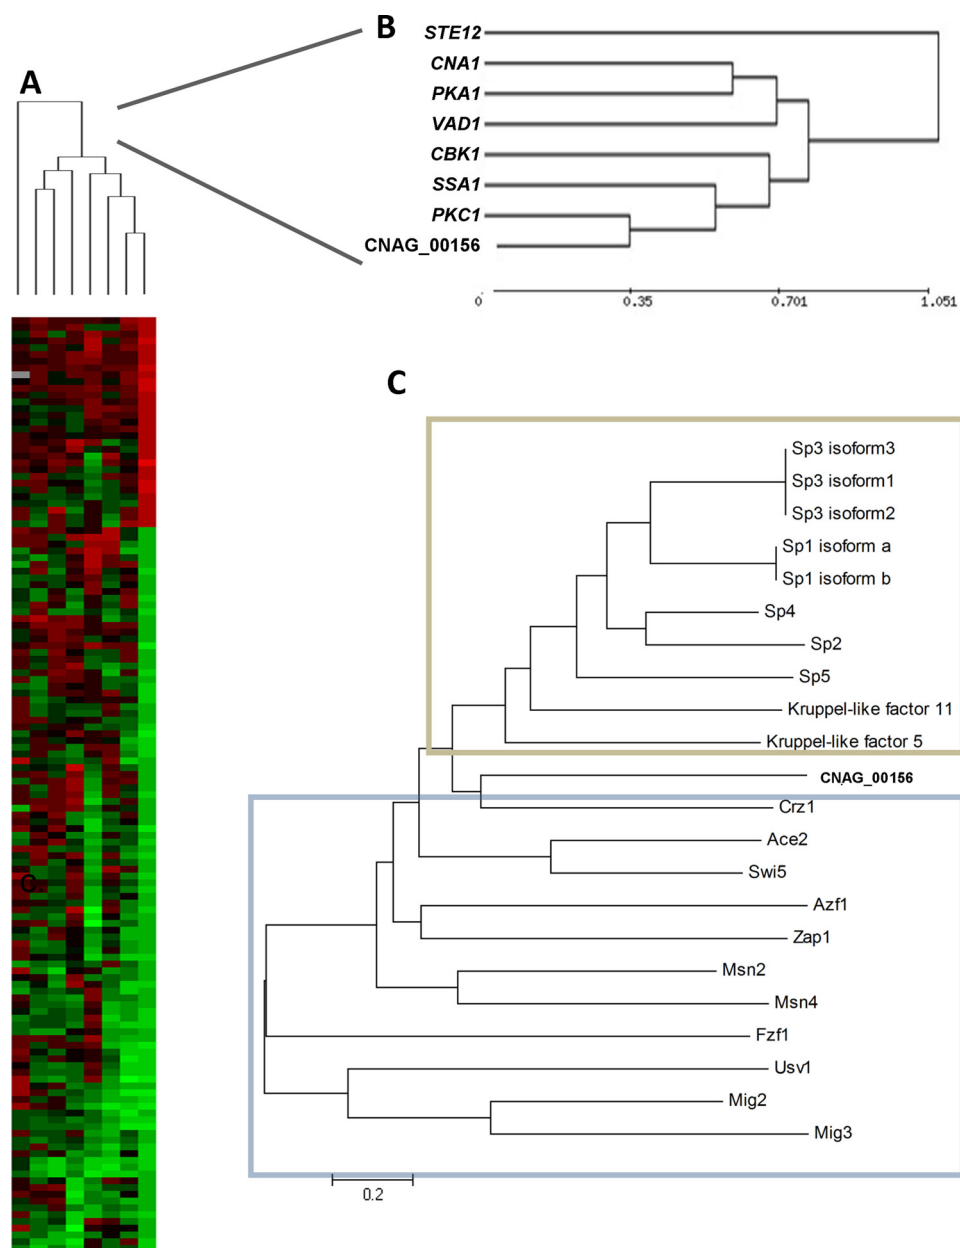 A
B
STE12
CNA1
PKA1
VAD1
CBK1
SSA1
PKC1
CNAG_00156
0 0.35 0.701 1.051
C
Sp3 isoform3
Sp3 isoform1
Sp3 isoform2
Sp1 isoform a
Sp1 isoform b
Sp4
Sp2
Sp5
Kruppel-like factor 11
Kruppel-like factor 5
CNAG_00156
Crz1
Ace2
Swi5
Azf1
Zap1
Msn2
Msn4
Fzf1
Usv1
Mig2
Mig3
0.2
C